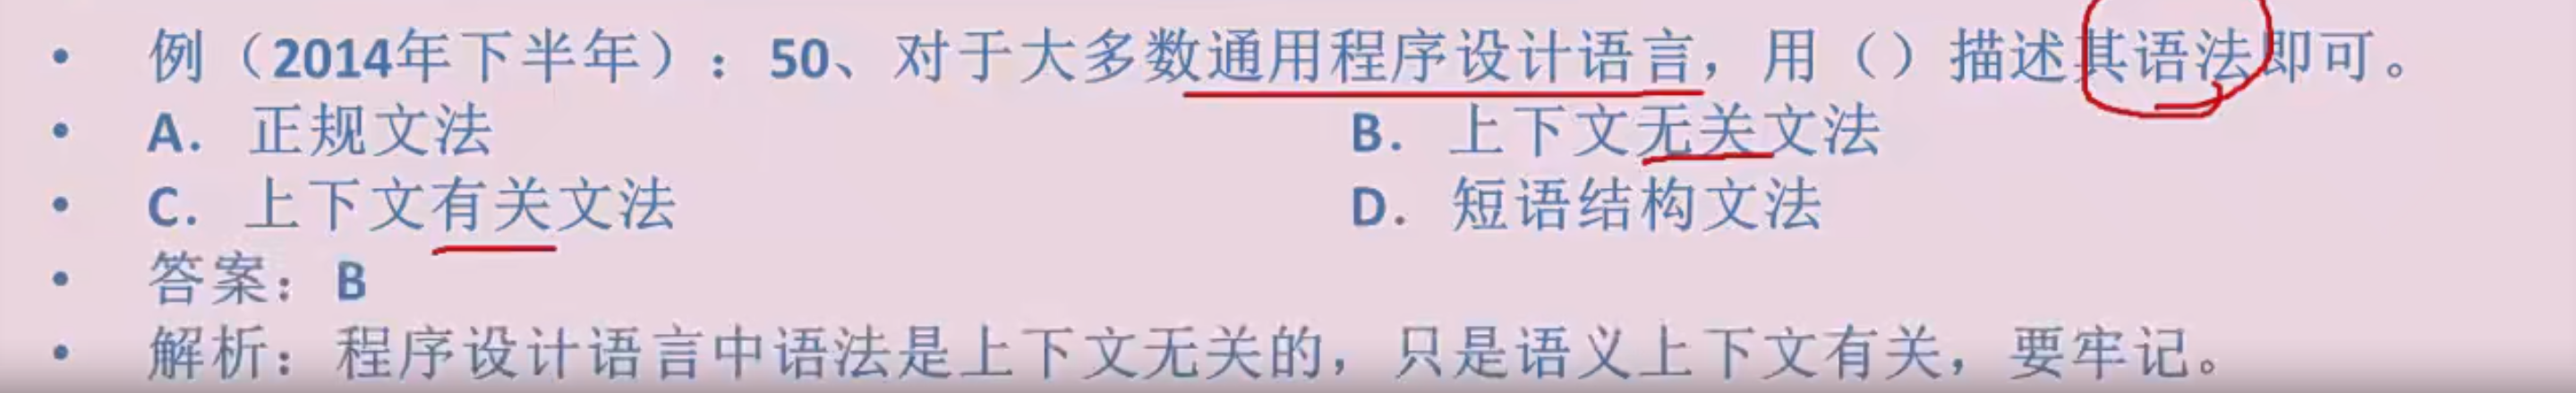 • 例（2014年下半年）：50、对于大多数通用程序设计语言，用（）描述其语法即可。
• A. 正规文法 B. 上下文无关文法
• C. 上下文有关文法 D. 短语结构文法
• 答案：B
• 解析：程序设计语言中语法是上下文无关的，只是语义上下文有关，要牢记。